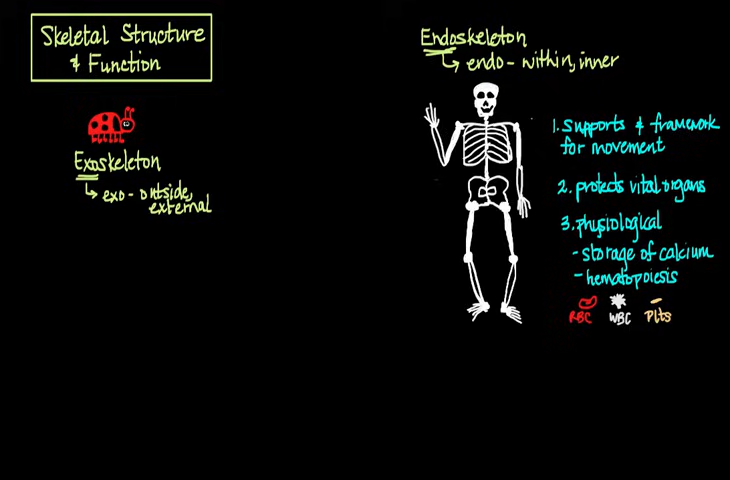 Skeletal Structure
& Function
Exoskeleton
↳ exo - outside,
external
Endoskeleton
↳ endo - within, inner
1. supports & framework
for movement
2. protects vital organs
3. physiological
- storage of calcium
- hematopoiesis
RBC WBC Plts